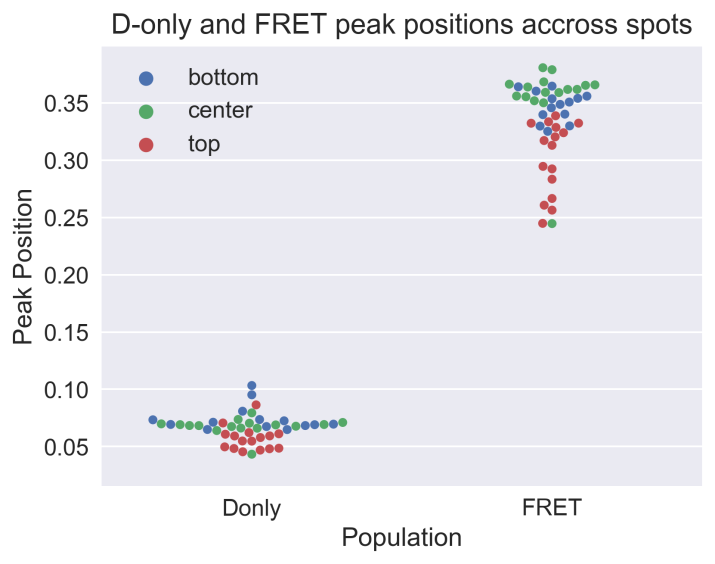 D-only and FRET peak positions accross spots
bottom
center
top
Peak Position
0.35
0.30
0.25
0.20
0.15
0.10
0.05
Donly
FRET
Population